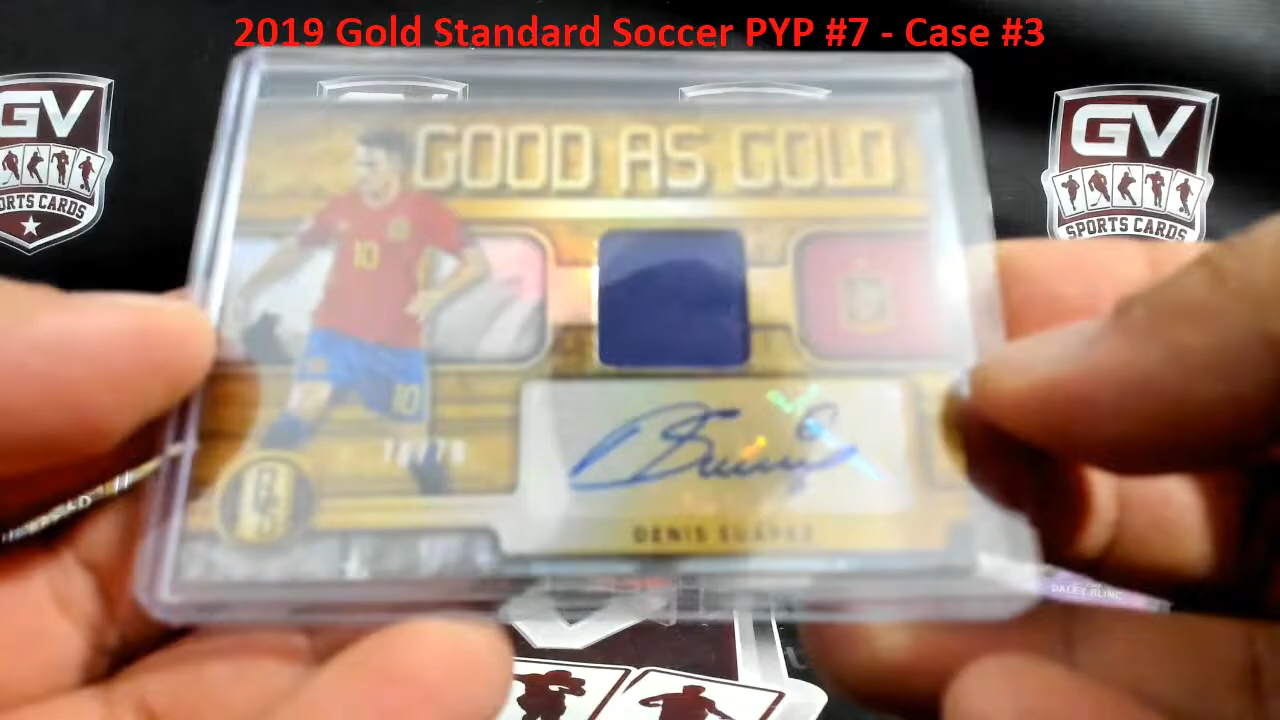 2019 Gold Standard Soccer PYP #7 - Case #3
GV
SPORTS CARDS
GV
SPORTS CARDS
GOOD AS GOLD
10
10
DENIS SUÁREZ
DALEY BLIND